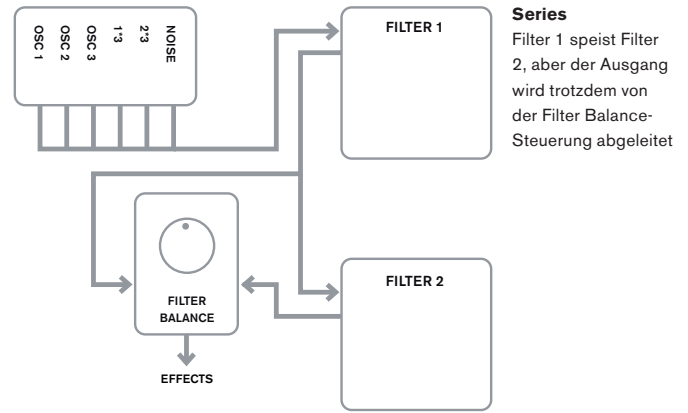 OSC 1
OSC 2
OSC 3
1*3
2*3
NOISE
FILTER 1
Series
Filter 1 speist Filter
2, aber der Ausgang
wird trotzdem von
der Filter Balance-
Steuerung abgeleitet
FILTER
BALANCE
EFFECTS
FILTER 2